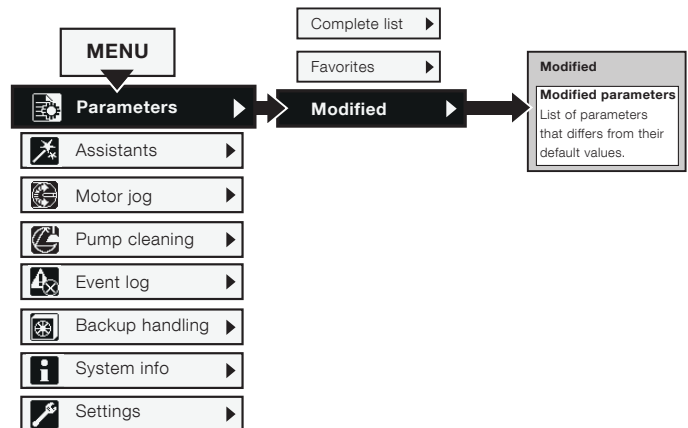 Complete list
MENU
Favorites
Modified
Parameters
Modified
Modified parameters
List of parameters
that differs from their
default values.
Assistants
Motor jog
Pump cleaning
Event log
Backup handling
System info
Settings